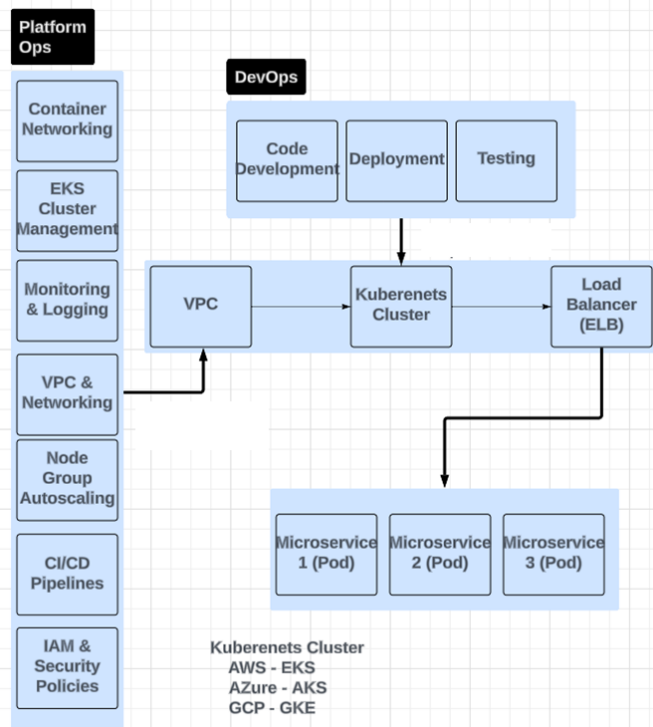 Platform
Ops
Container
Networking
EKS
Cluster
Management
Monitoring
& Logging
VPC &
Networking
Node
Group
Autoscaling
CI/CD
Pipelines
IAM &
Security
Policies
DevOps
Code
Development
Deployment
Testing
VPC
Kuberenets
Cluster
Load
Balancer
(ELB)
Microservice
1 (Pod)
Microservice
2 (Pod)
Microservice
3 (Pod)
Kuberenets Cluster
AWS - EKS
AZure - AKS
GCP - GKE